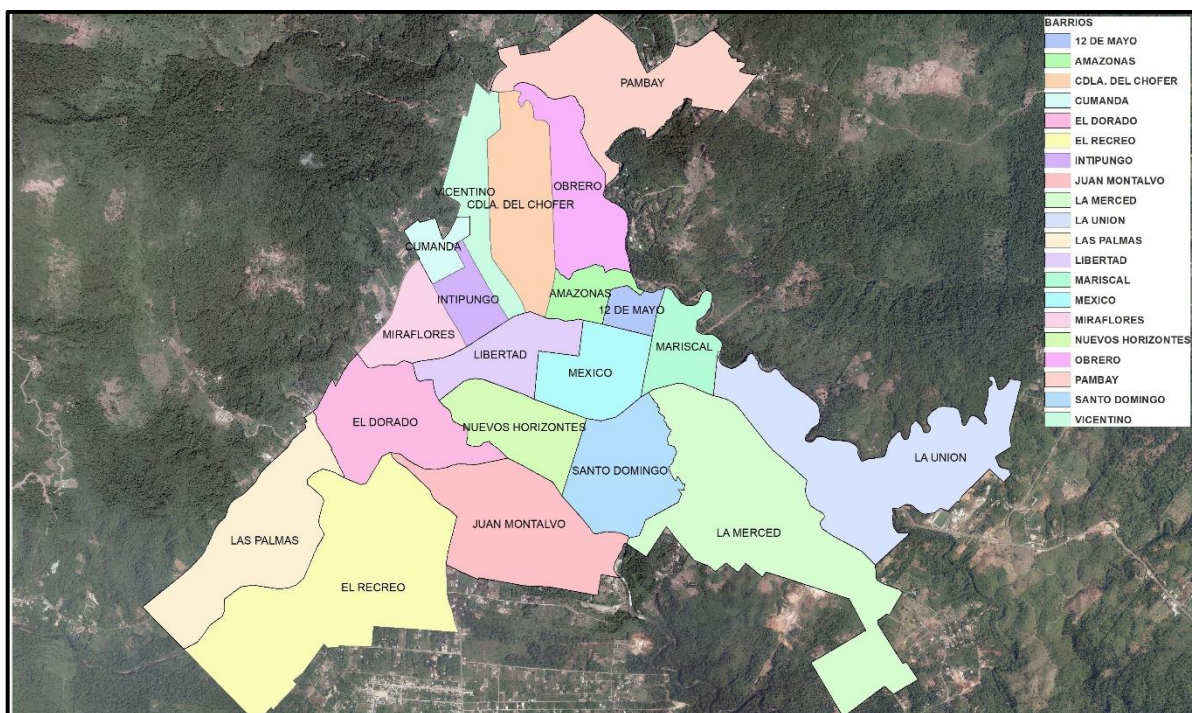 PAMBAY
OBRERO
VICENTINO
CDLA. DEL CHOFER
CUMANDA
INTIPUNGO
AMAZONAS
12 DE MAYO
MIRAFLORES
LIBERTAD
MARISCAL
MEXICO
EL DORADO
NUEVOS HORIZONTES
SANTO DOMINGO
LA UNION
JUAN MONTALVO
LAS PALMAS
LA MERCED
EL RECREO
BARRIOS
12 DE MAYO
AMAZONAS
CDLA. DEL CHOFER
CUMANDA
EL DORADO
EL RECREO
INTIPUNGO
JUAN MONTALVO
LA MERCED
LA UNION
LAS PALMAS
LIBERTAD
MARISCAL
MEXICO
MIRAFLORES
NUEVOS HORIZONTES
OBRERO
PAMBAY
SANTO DOMINGO
VICENTINO